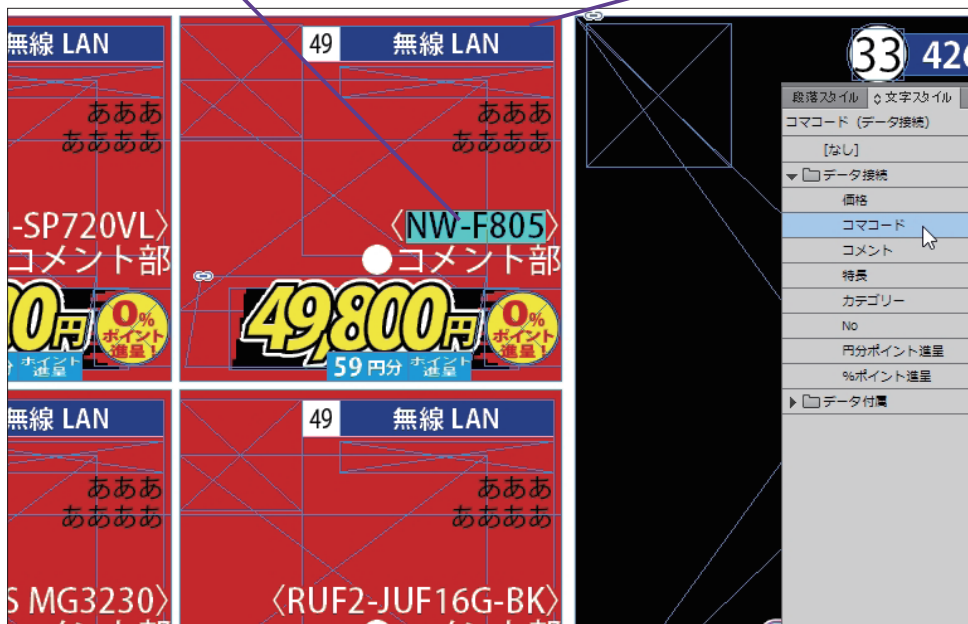 無線 LAN
あああ
ああああ
-SP720VL〉
コメント部
0円
0%
ポイント
進呈!
ポイント
進呈
49
無線 LAN
あああ
ああああ
〈NW-F805〉
●コメント部
49,800円
0%
ポイント
進呈!
59 円分 ポイント
進呈
無線 LAN
あああ
ああああ
S MG3230〉
49
無線 LAN
あああ
ああああ
〈RUF2-JUF16G-BK〉
33
426
段落スタイル
文字スタイル
コマコード (データ接続)
[なし]
データ接続
価格
コマコード
コメント
特長
カテゴリー
No
円分ポイント進呈
%ポイント進呈
データ付属